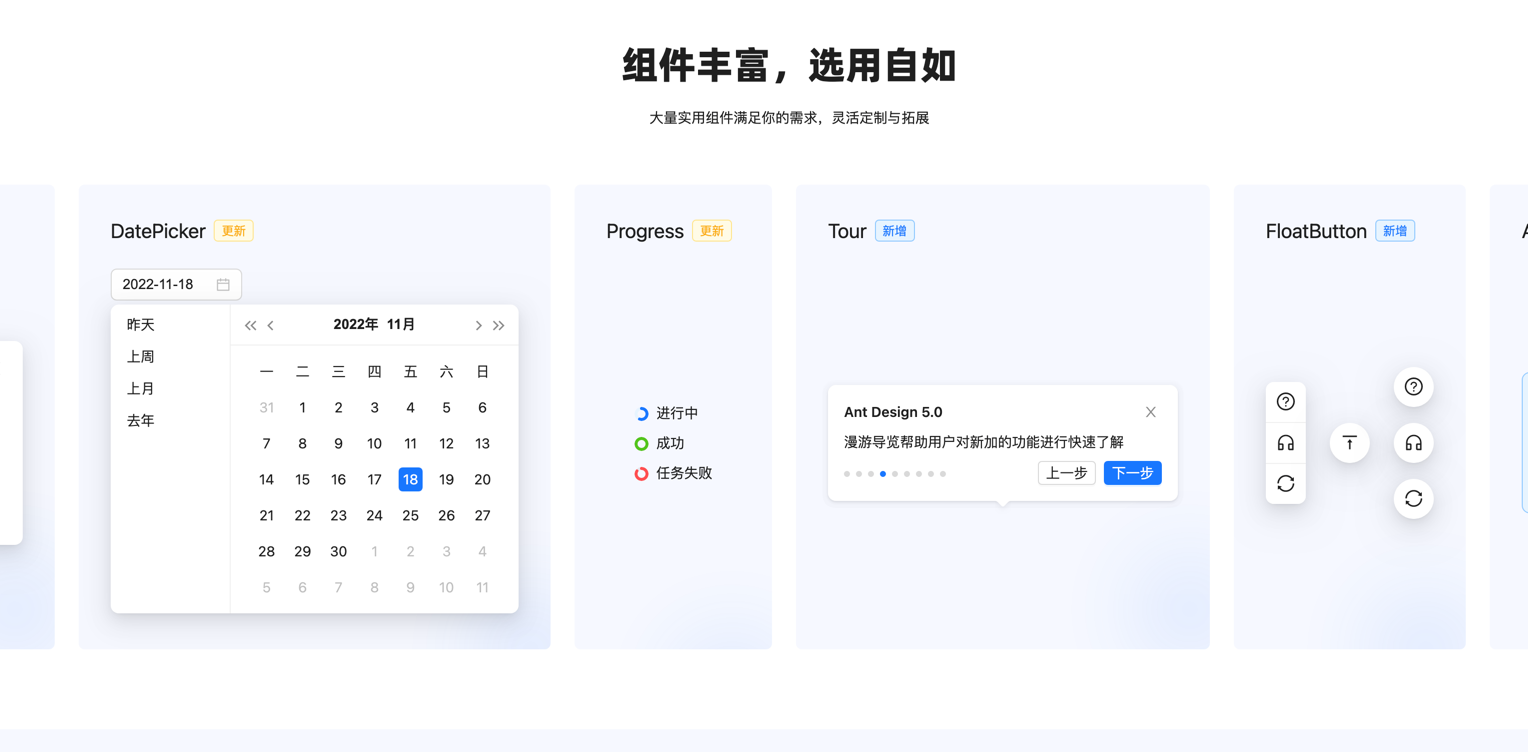 组件丰富，选用自如
大量实用组件满足你的需求，灵活定制与拓展
DatePicker 更新
2022-11-18
昨天
上周
上月
去年
2022年 11月
一 二 三 四 五 六 日
31 1 2 3 4 5 6
7 8 9 10 11 12 13
14 15 16 17 18 19 20
21 22 23 24 25 26 27
28 29 30 1 2 3 4
5 6 7 8 9 10 11
Progress 更新
进行中
成功
任务失败
Tour 新增
Ant Design 5.0
漫游导览帮助用户对新加的功能进行快速了解
上一步 下一步
FloatButton 新增